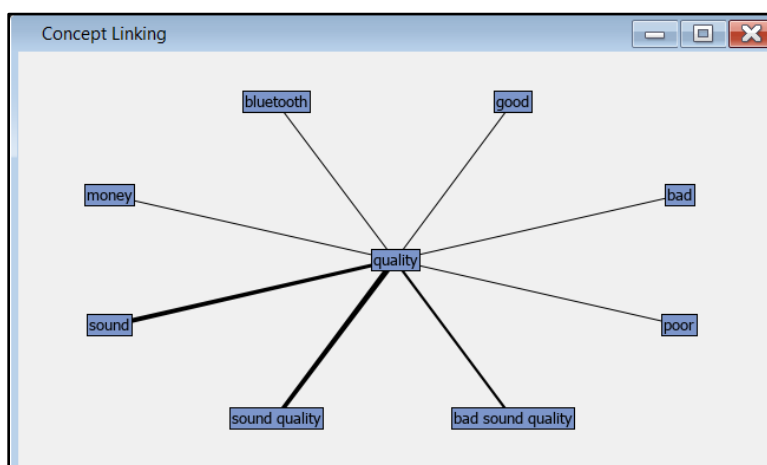 Concept Linking
bluetooth
good
money
bad
quality
sound
poor
sound quality
bad sound quality